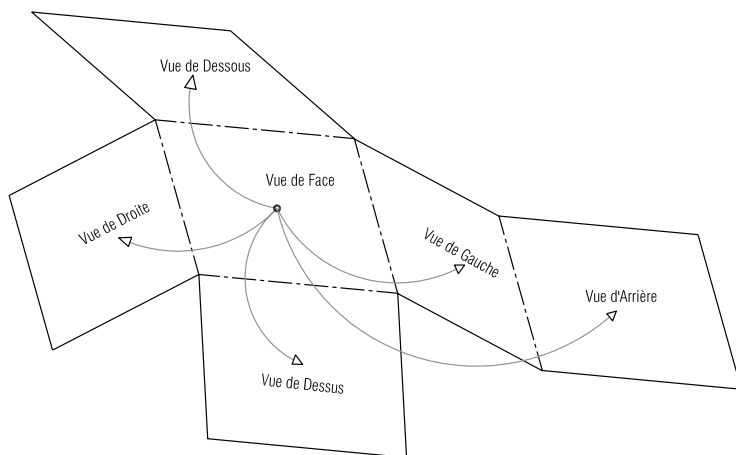 Vue de Dessous
Vue de Face
Vue de Droite
Vue de Gauche
Vue d'Arrière
Vue de Dessus